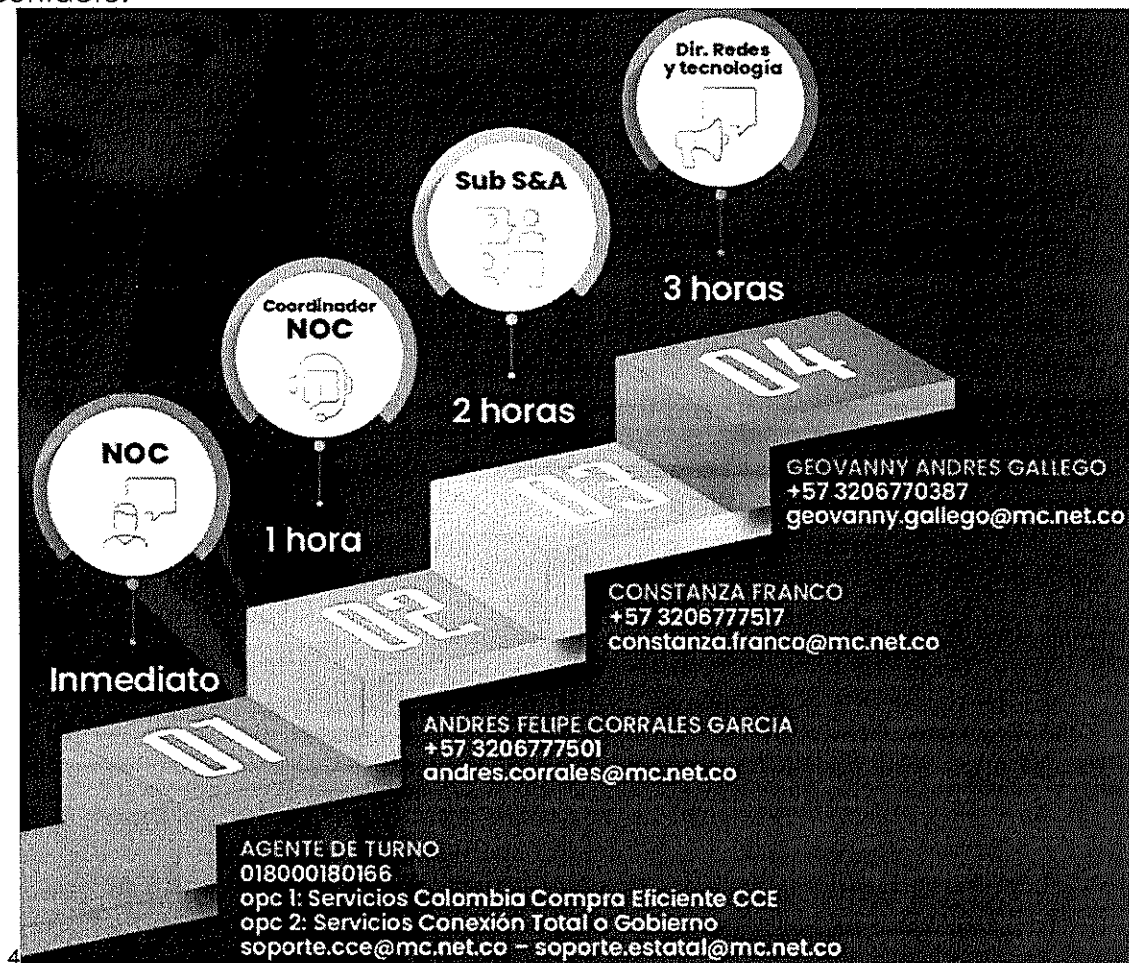 contacto:
Dir. Redes
y tecnología
Sub S&A
3 horas
Coordinador
NOC
2 horas
04
NOC
1 hora
03
GEOVANNY ANDRES GALLEGO
+57 3206770387
geovanny.gallego@mc.net.co
Inmediato
02
CONSTANZA FRANCO
+57 3206777517
constanza.franco@mc.net.co
01
ANDRES FELIPE CORRALES GARCIA
+57 3206777501
andres.corrales@mc.net.co
AGENTE DE TURNO
018000180166
opc 1: Servicios Colombia Compra Eficiente CCE
opc 2: Servicios Conexión Total o Gobierno
soporte.cce@mc.net.co – soporte.estatal@mc.net.co
4